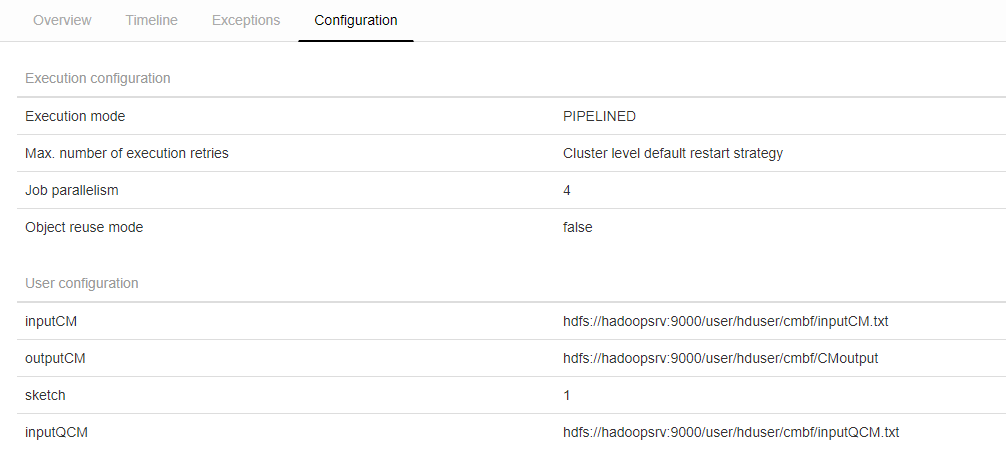 Overview Timeline Exceptions Configuration
Execution configuration
Execution mode PIPELINED
Max. number of execution retries Cluster level default restart strategy
Job parallelism 4
Object reuse mode false
User configuration
inputCM hdfs://hadoopsrv:9000/user/hduser/cmbf/inputCM.txt
outputCM hdfs://hadoopsrv:9000/user/hduser/cmbf/CMoutput
sketch 1
inputQCM hdfs://hadoopsrv:9000/user/hduser/cmbf/inputQCM.txt